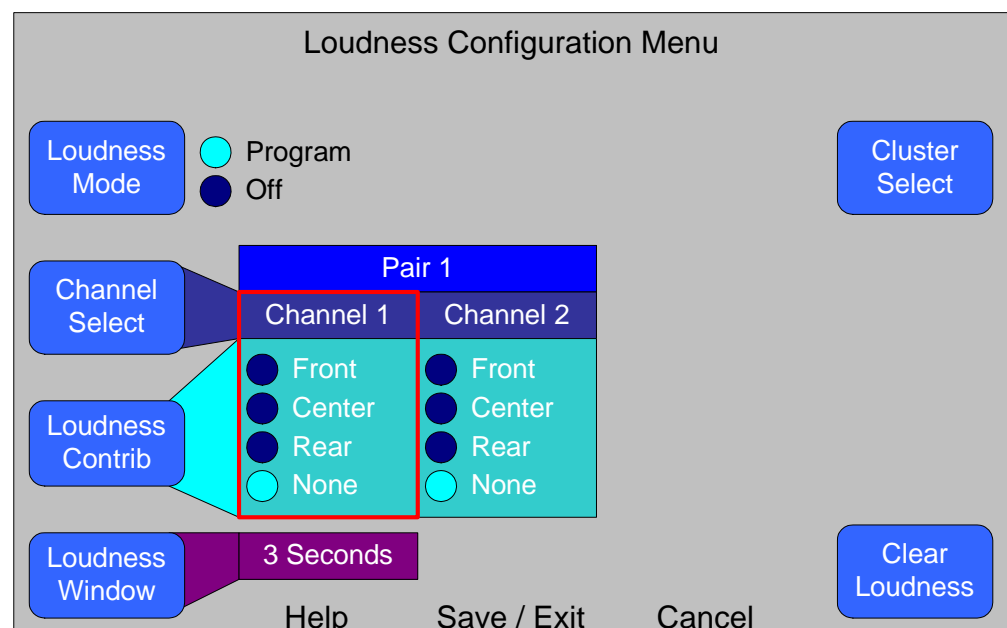 Loudness Configuration Menu
Loudness
Mode
Program
Off
Cluster
Select
Channel
Select
Pair 1
Channel 1
Channel 2
Loudness
Contrib
Front
Center
Rear
None
Front
Center
Rear
None
Loudness
Window
3 Seconds
Clear
Loudness
Help
Save / Exit
Cancel